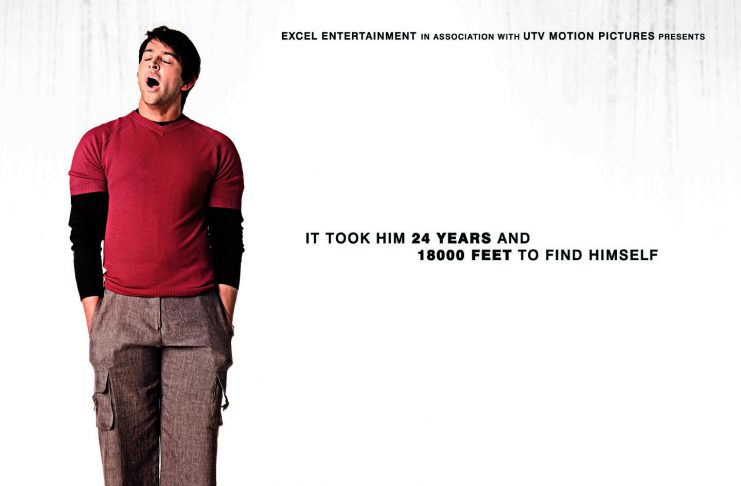 EXCEL ENTERTAINMENT IN ASSOCIATION WITH UTV MOTION PICTURES PRESENTS
IT TOOK HIM 24 YEARS AND
18000 FEET TO FIND HIMSELF